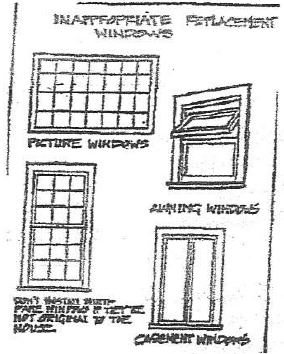 INAPPROPRIATE REPLACEMENT
WINDOWS
PICTURE WINDOWS
AWNING WINDOWS
DON'T INSTALL MULTI-
PANE WINDOWS IF THEY'RE
NOT ORIGINAL TO THE
HOUSE.
CASEMENT WINDOWS